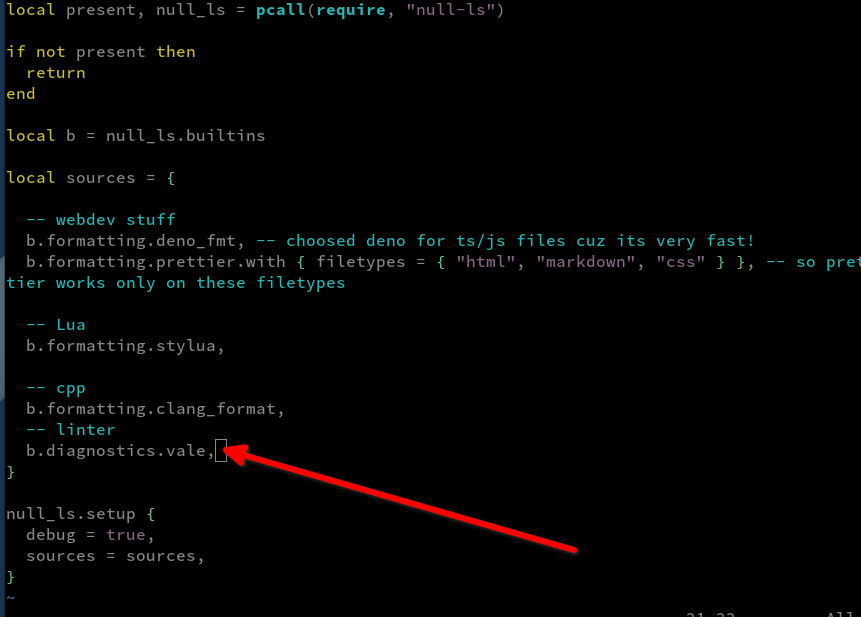 local present, null_ls = pcall(require, "null-ls")
if not present then
return
end
local b = null_ls.builtins
local sources = {
-- webdev stuff
b.formatting.deno_fmt, -- choosed deno for ts/js files cuz its very fast!
b.formatting.prettier.with { filetypes = { "html", "markdown", "css" } }, -- so pret
tier works only on these filetypes
-- Lua
b.formatting.stylua,
-- cpp
b.formatting.clang_format,
-- linter
b.diagnostics.vale,
}
null_ls.setup {
debug = true,
sources = sources,
}
~